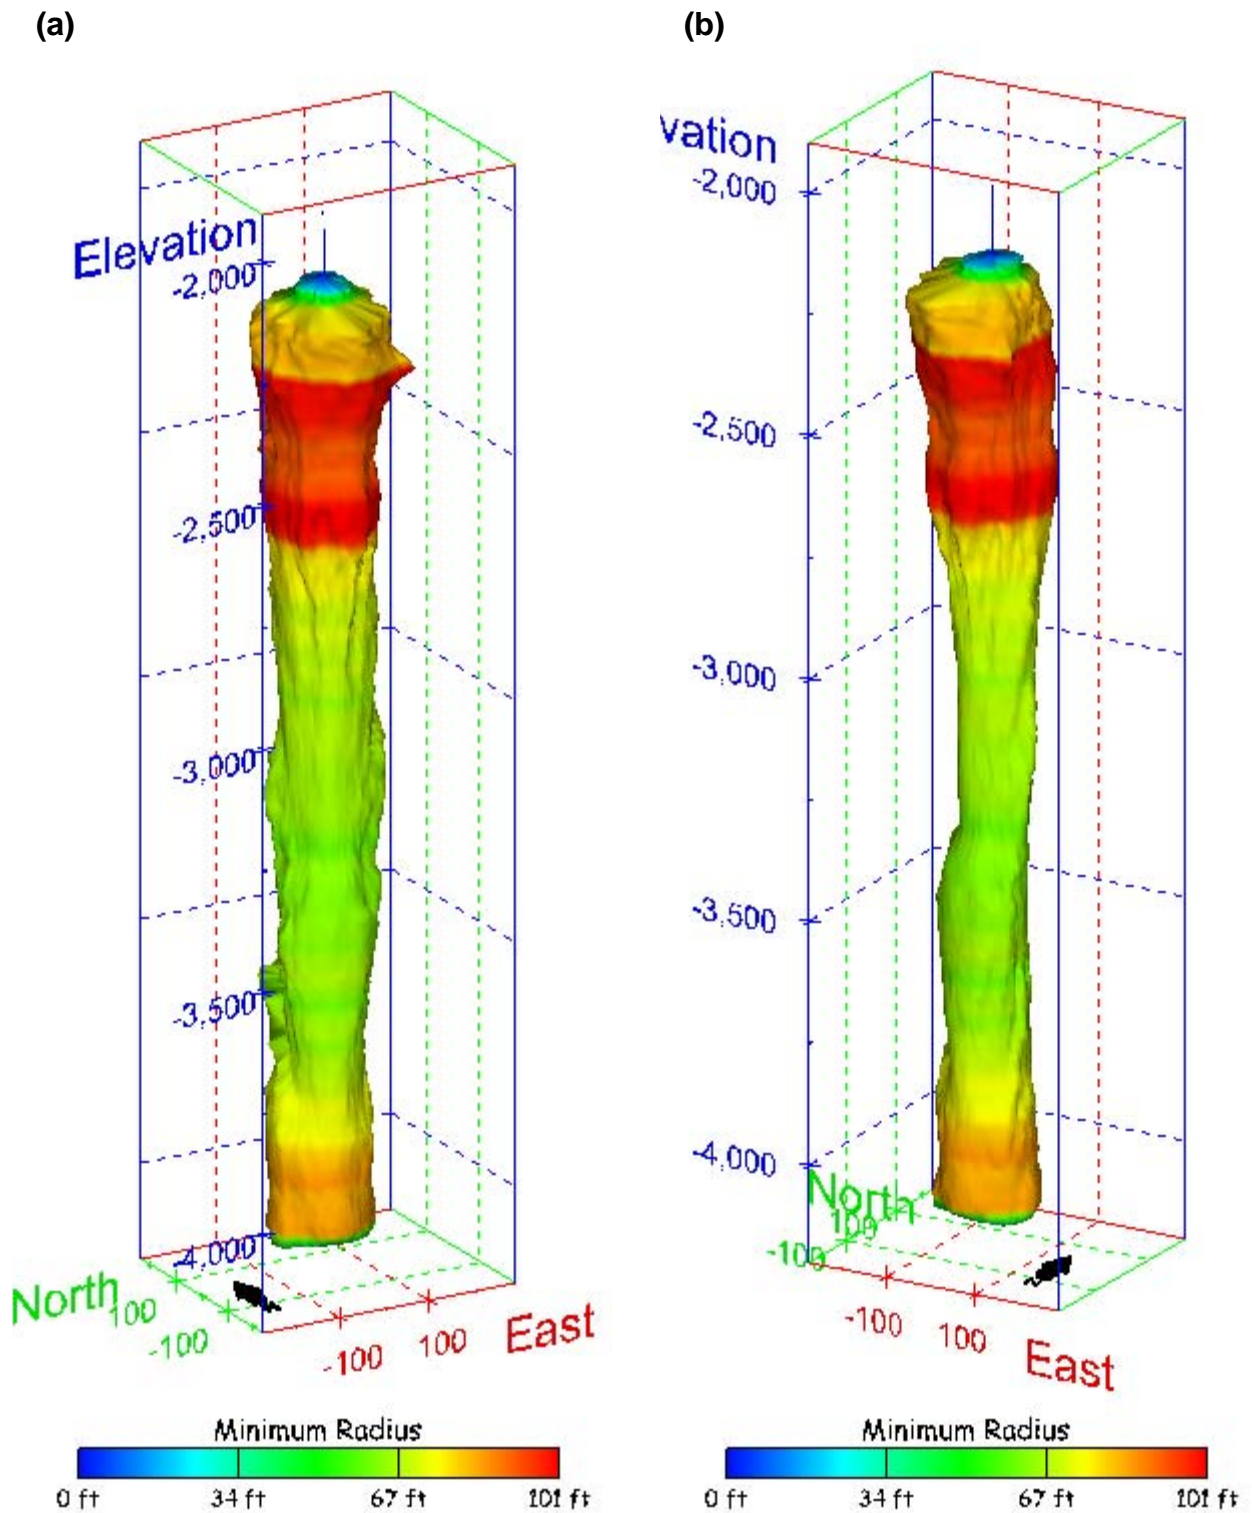 (a)
(b)
Elevation
-2,000
-2,500
-3,000
-3,500
-4,000
North
100
-100
-100
100
East
Minimum Radius
0 ft
34 ft
67 ft
101 ft
vation
-2,000
-2,500
-3,000
-3,500
-4,000
North
100
-100
-100
100
East
Minimum Radius
0 ft
34 ft
67 ft
101 ft